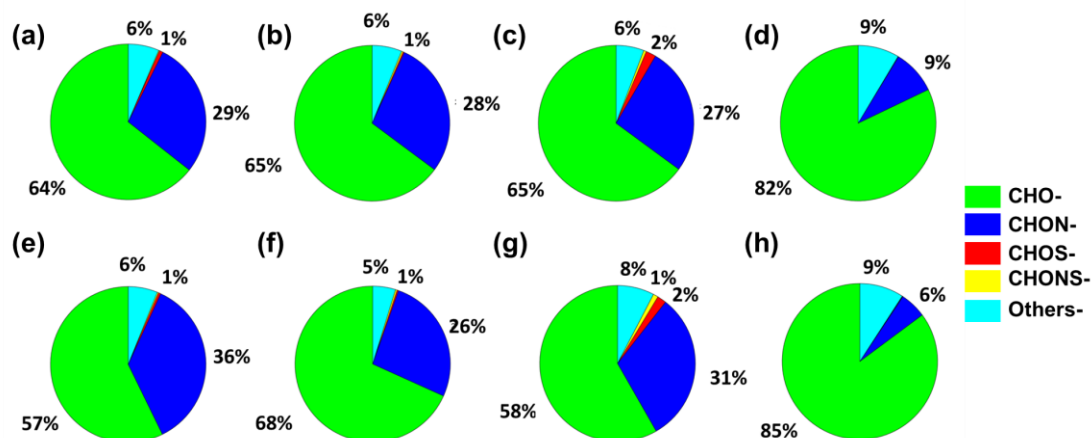 (a)
6%
1%
29%
64%
(b)
6%
1%
28%
65%
(c)
6%
2%
27%
65%
(d)
9%
9%
82%
(e)
6%
1%
36%
57%
(f)
5%
1%
26%
68%
(g)
8%
1%
2%
31%
58%
(h)
9%
6%
85%
CHO-
CHON-
CHOS-
CHONS-
Others-